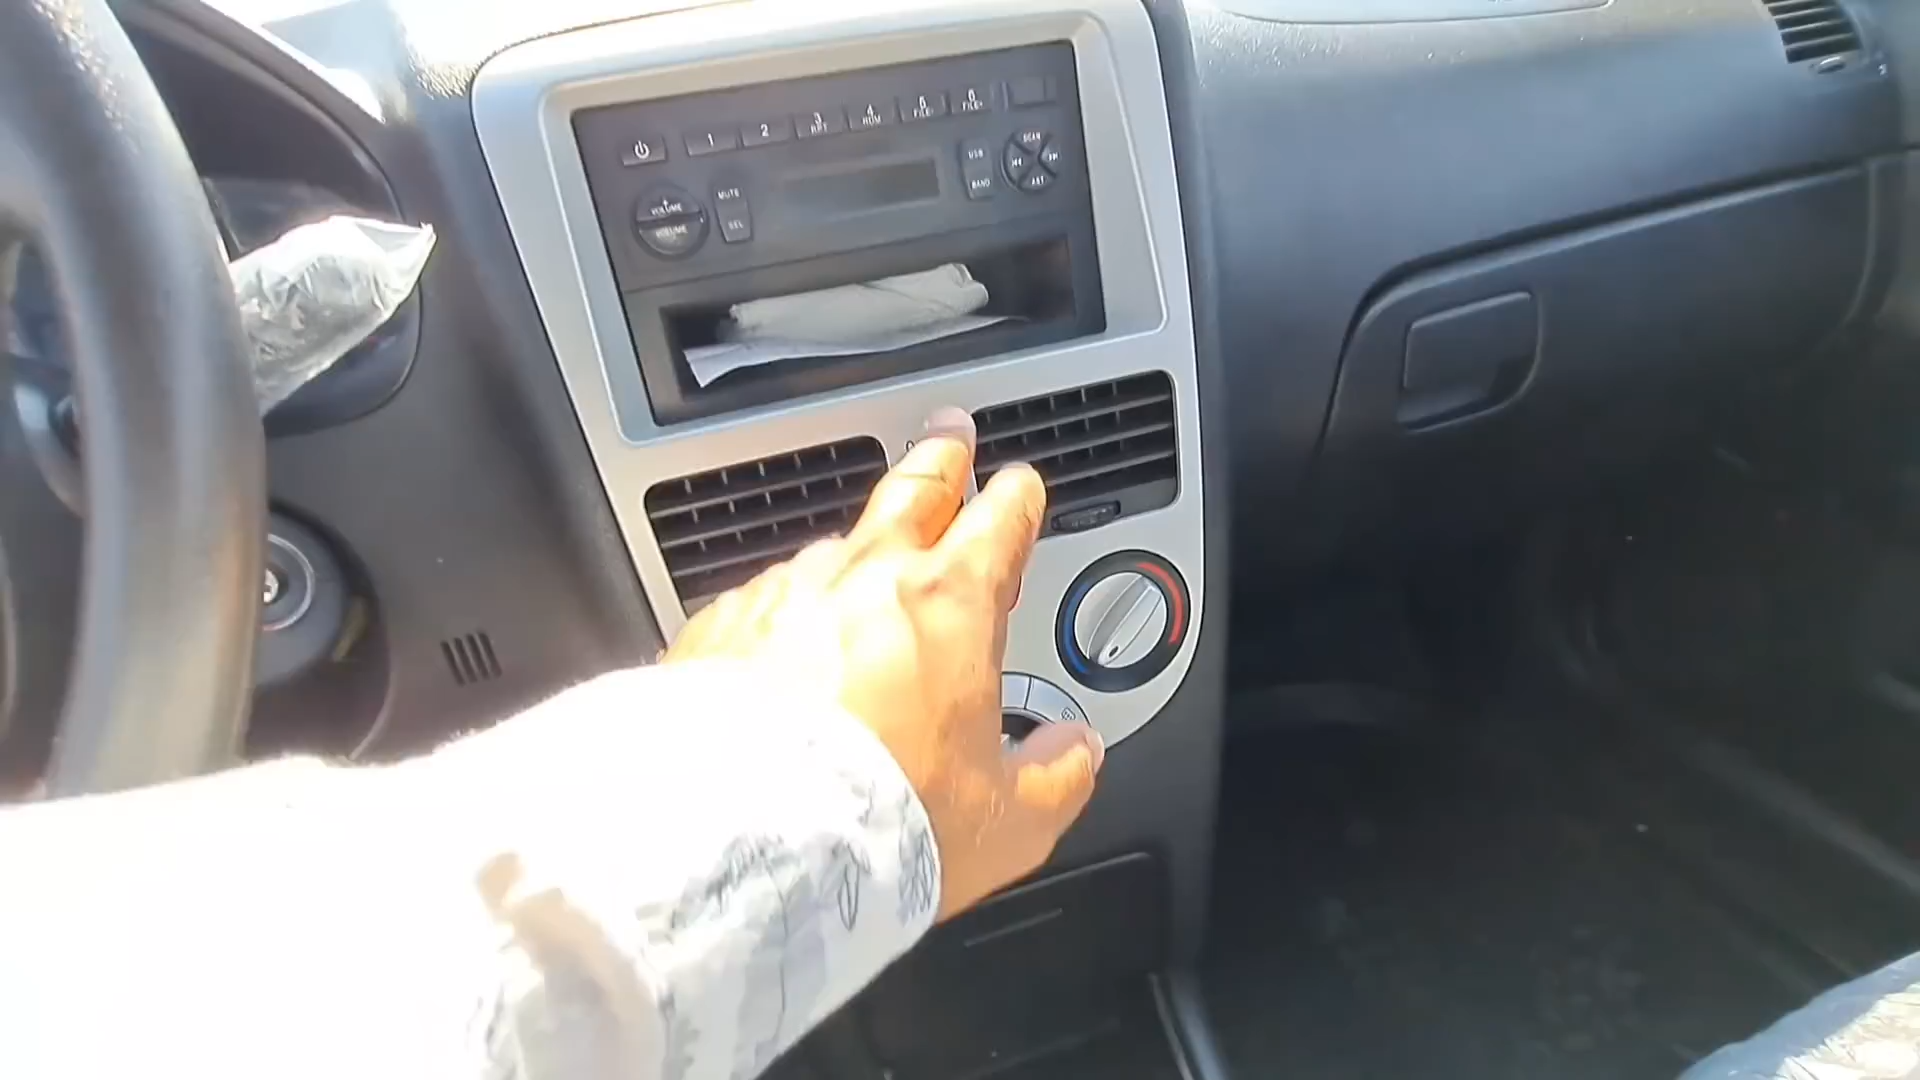 1 2 3 4 5 6
RPT RDM FILE- FILE+
MUTE
SEL
VOLUME
VOLUME
USB
BAND
SCAN
AST